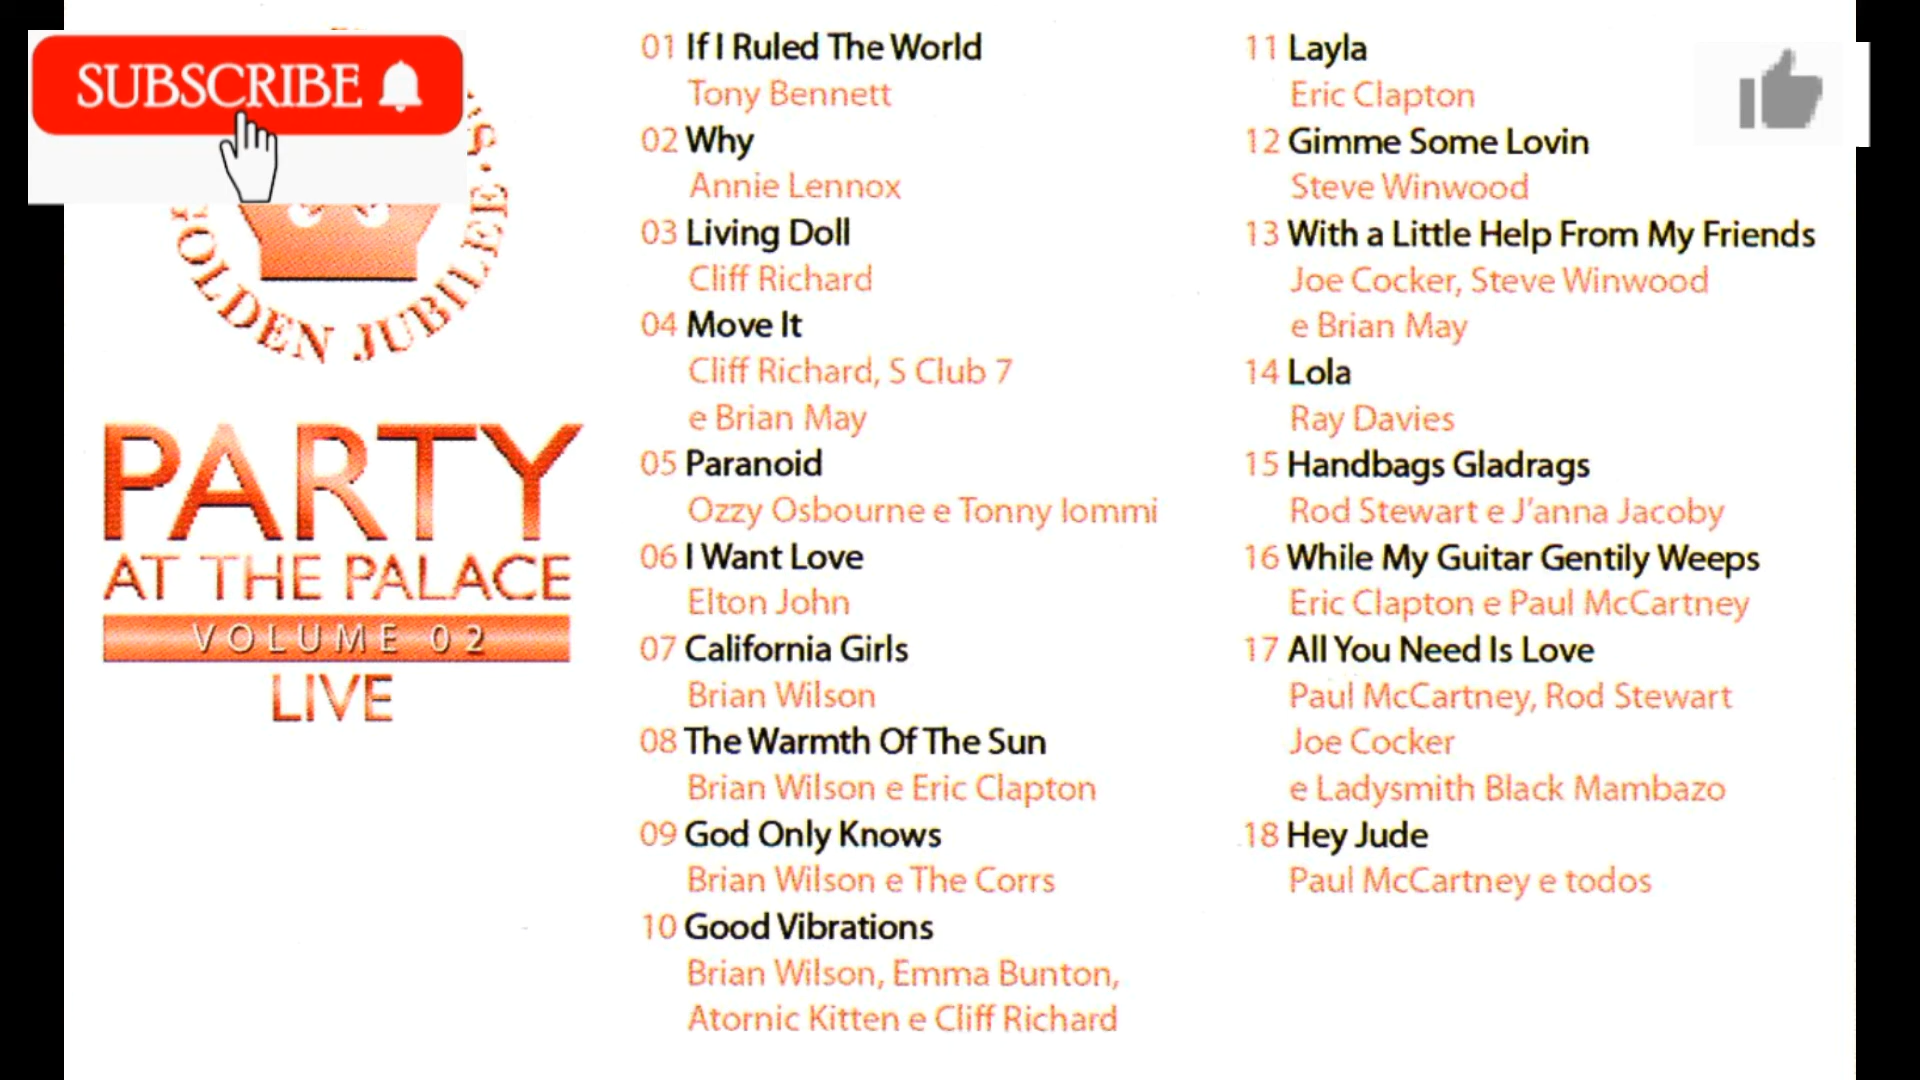 SUBSCRIBE
OLDEN JUBILEE
PARTY
AT THE PALACE
VOLUME 02
LIVE
01 If I Ruled The World
Tony Bennett
02 Why
Annie Lennox
03 Living Doll
Cliff Richard
04 Move It
Cliff Richard, S Club 7
e Brian May
05 Paranoid
Ozzy Osbourne e Tonny Iommi
06 I Want Love
Elton John
07 California Girls
Brian Wilson
08 The Warmth Of The Sun
Brian Wilson e Eric Clapton
09 God Only Knows
Brian Wilson e The Corrs
10 Good Vibrations
Brian Wilson, Emma Bunton,
Atornic Kitten e Cliff Richard
11 Layla
Eric Clapton
12 Gimme Some Lovin
Steve Winwood
13 With a Little Help From My Friends
Joe Cocker, Steve Winwood
e Brian May
14 Lola
Ray Davies
15 Handbags Gladrags
Rod Stewart e J'anna Jacoby
16 While My Guitar Gentily Weeps
Eric Clapton e Paul McCartney
17 All You Need Is Love
Paul McCartney, Rod Stewart
Joe Cocker
e Ladysmith Black Mambazo
18 Hey Jude
Paul McCartney e todos